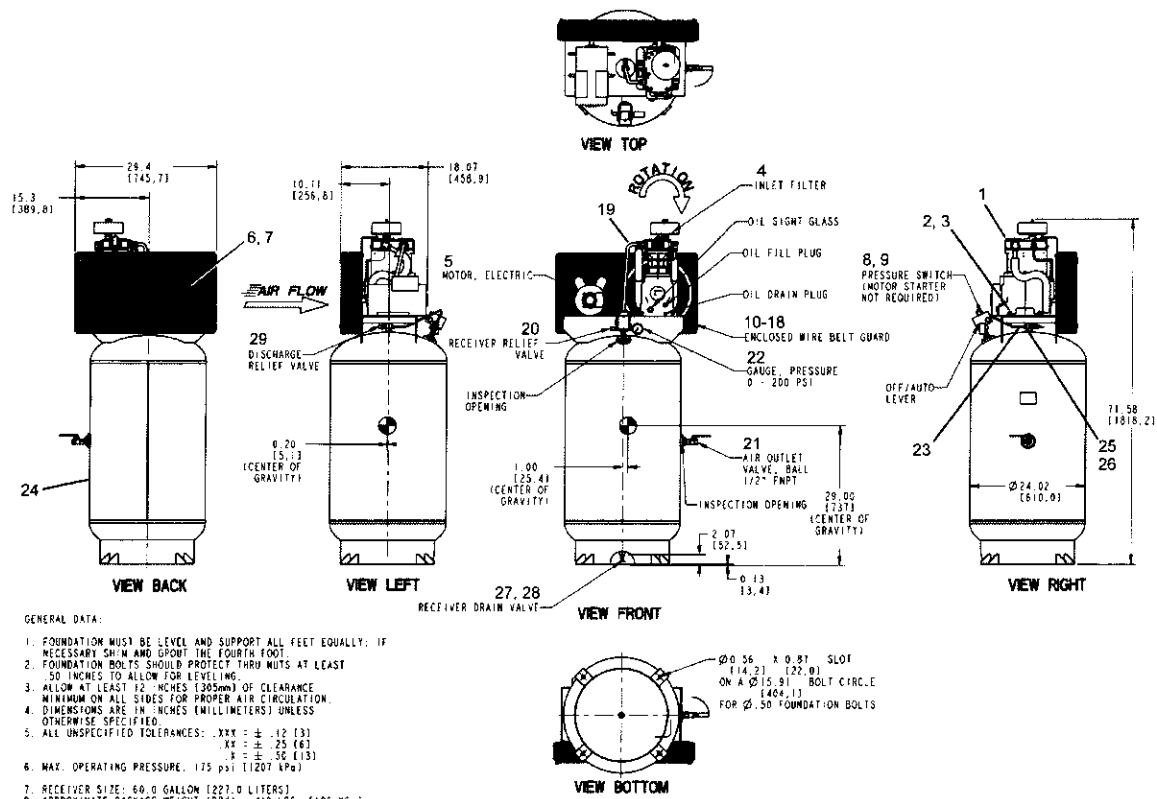 VIEW TOP
29.4
[745,7]
15.3
[389,8]
6, 7
18.07
[458,9]
10.11
[256,8]
ROTATION
4
INLET FILTER
19
OIL SIGHT GLASS
OIL FILL PLUG
5
MOTOR, ELECTRIC
OIL DRAIN PLUG
AIR FLOW
1
2, 3
8, 9
PRESSURE SWITCH
(MOTOR STARTER
NOT REQUIRED)
29
DISCHARGE
RELIEF VALVE
20
RECEIVER RELIEF
VALVE
10-18
ENCLOSED WIRE BELT GUARD
22
GAUGE, PRESSURE
0 - 200 PSI
INSPECTION
OPENING
OFF/AUTO
LEVER
71.58
[1818,2]
23
25
26
24
0.20
[5,1]
(CENTER OF
GRAVITY)
1.00
[25,4]
(CENTER OF
GRAVITY)
21
AIR OUTLET
VALVE, BALL
1/2" FNPT
INSPECTION OPENING
29.00
[737]
(CENTER OF
GRAVITY)
Ø24.02
[610,0]
2.07
[52,5]
0.13
[3,4]
VIEW BACK
VIEW LEFT
27, 28
RECEIVER DRAIN VALVE
VIEW FRONT
VIEW RIGHT
GENERAL DATA:
1. FOUNDATION MUST BE LEVEL AND SUPPORT ALL FEET EQUALLY; IF
NECESSARY SHIM AND GROUT THE FOURTH FOOT.
2. FOUNDATION BOLTS SHOULD PROTECT THRU NUTS AT LEAST
.50 INCHES TO ALLOW FOR LEVELING.
3. ALLOW AT LEAST 12 INCHES [305mm] OF CLEARANCE
MINIMUM ON ALL SIDES FOR PROPER AIR CIRCULATION.
4. DIMENSIONS ARE IN INCHES [MILLIMETERS] UNLESS
OTHERWISE SPECIFIED.
5. ALL UNSPECIFIED TOLERANCES: .XXX = ± .12 [3]
.XX = ± .25 [6]
.X = ± .50 [13]
6. MAX. OPERATING PRESSURE, 175 psi [1207 kPa]
7. RECEIVER SIZE: 60.0 GALLON [227.0 LITERS]
Ø0.56 X 0.87 SLOT
[14,2] [22,0]
ON A Ø15.91 BOLT CIRCLE
[404,1]
FOR Ø.50 FOUNDATION BOLTS
VIEW BOTTOM